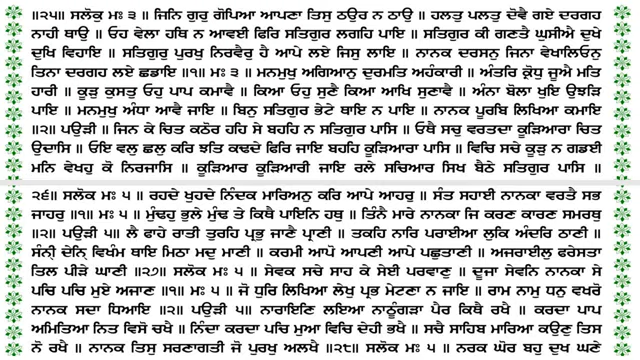 ॥੨੫॥ ਸਲੋਕੁ ਮਃ ੩ ॥ ਜਿਨਿ ਗੁਰੁ ਗੋਪਿਆ ਆਪਣਾ ਤਿਸੁ ਠਉਰ ਨ ਠਾਉ ॥ ਹਲਤੁ ਪਲਤੁ ਦੋਵੈ ਗਏ ਦਰਗਹ
ਨਾਹੀ ਥਾਉ ॥ ਓਹ ਵੇਲਾ ਹਥਿ ਨ ਆਵਈ ਫਿਰਿ ਸਤਿਗੁਰ ਲਗਹਿ ਪਾਇ ॥ ਸਤਿਗੁਰ ਕੀ ਗਣਤੈ ਘੁਸੀਐ ਦੁਖੇ
ਦੁਖਿ ਵਿਹਾਇ ॥ ਸਤਿਗੁਰੁ ਪੁਰਖੁ ਨਿਰਵੈਰੁ ਹੈ ਆਪੇ ਲਏ ਜਿਸੁ ਲਾਇ ॥ ਨਾਨਕ ਦਰਸਨੁ ਜਿਨਾ ਵੇਖਾਲਿਓਨੁ
ਤਿਨਾ ਦਰਗਹ ਲਏ ਛਡਾਇ ॥੧॥ ਮਃ ੩ ॥ ਮਨਮੁਖੁ ਅਗਿਆਨੁ ਦੁਰਮਤਿ ਅਹੰਕਾਰੀ ॥ ਅੰਤਰਿ ਕ੍ਰੋਧੁ ਜੂਐ ਮਤਿ
ਹਾਰੀ ॥ ਕੂੜੁ ਕੁਸਤੁ ਓਹੁ ਪਾਪ ਕਮਾਵੈ ॥ ਕਿਆ ਓਹੁ ਸੁਣੈ ਕਿਆ ਆਖਿ ਸੁਣਾਵੈ ॥ ਅੰਨਾ ਬੋਲਾ ਖੁਇ ਉਝੜਿ
ਪਾਇ ॥ ਮਨਮੁਖੁ ਅੰਧਾ ਆਵੈ ਜਾਇ ॥ ਬਿਨੁ ਸਤਿਗੁਰ ਭੇਟੇ ਥਾਇ ਨ ਪਾਇ ॥ ਨਾਨਕ ਪੂਰਬਿ ਲਿਖਿਆ ਕਮਾਇ
॥੨॥ ਪਉੜੀ ॥ ਜਿਨ ਕੇ ਚਿਤ ਕਠੋਰ ਹਹਿ ਸੇ ਬਹਹਿ ਨ ਸਤਿਗੁਰ ਪਾਸਿ ॥ ਓਥੈ ਸਚੁ ਵਰਤਦਾ ਕੂੜਿਆਰਾ ਚਿਤ
ਉਦਾਸਿ ॥ ਓਇ ਵਲੁ ਛਲੁ ਕਰਿ ਝਤਿ ਕਢਦੇ ਫਿਰਿ ਜਾਇ ਬਹਹਿ ਕੂੜਿਆਰਾ ਪਾਸਿ ॥ ਵਿਚਿ ਸਚੇ ਕੂੜੁ ਨ ਗਡਈ
ਮਨਿ ਵੇਖਹੁ ਕੋ ਨਿਰਜਾਸਿ ॥ ਕੂੜਿਆਰ ਕੂੜਿਆਰੀ ਜਾਇ ਰਲੇ ਸਚਿਆਰ ਸਿਖ ਬੈਠੇ ਸਤਿਗੁਰ ਪਾਸਿ ॥
੨੬॥ ਸਲੋਕ ਮਃ ੫ ॥ ਰਹਦੇ ਖੁਹਦੇ ਨਿੰਦਕ ਮਾਰਿਅਨੁ ਕਰਿ ਆਪੇ ਆਹਰੁ ॥ ਸੰਤ ਸਹਾਈ ਨਾਨਕਾ ਵਰਤੈ ਸਭ
ਜਾਹਰੁ ॥੧॥ ਮਃ ੫ ॥ ਮੁੰਢਹੁ ਭੁਲੇ ਮੁੰਢ ਤੇ ਕਿਥੈ ਪਾਇਨਿ ਹਥੁ ॥ ਤਿੰਨੈ ਮਾਰੇ ਨਾਨਕਾ ਜਿ ਕਰਣ ਕਾਰਣ ਸਮਰਥੁ
॥੨॥ ਪਉੜੀ ੫ ॥ ਲੈ ਫਾਹੇ ਰਾਤੀ ਤੁਰਹਿ ਪ੍ਰਭੁ ਜਾਣੈ ਪ੍ਰਾਣੀ ॥ ਤਕਹਿ ਨਾਰਿ ਪਰਾਈਆ ਲੁਕਿ ਅੰਦਰਿ ਠਾਣੀ ॥
ਸੰਨੀ੍ ਦੇਨਿ੍ ਵਿਖੰਮ ਥਾਇ ਮਿਠਾ ਮਦੁ ਮਾਣੀ ॥ ਕਰਮੀ ਆਪੋ ਆਪਣੀ ਆਪੇ ਪਛੁਤਾਣੀ ॥ ਅਜਰਾਈਲੁ ਫਰੇਸਤਾ
ਤਿਲ ਪੀੜੇ ਘਾਣੀ ॥੨੭॥ ਸਲੋਕ ਮਃ ੫ ॥ ਸੇਵਕ ਸਚੇ ਸਾਹ ਕੇ ਸੇਈ ਪਰਵਾਣੁ ॥ ਦੂਜਾ ਸੇਵਨਿ ਨਾਨਕਾ ਸੇ
ਪਚਿ ਪਚਿ ਮੁਏ ਅਜਾਣ ॥੧॥ ਮਃ ੫ ॥ ਜੋ ਧੁਰਿ ਲਿਖਿਆ ਲੇਖੁ ਪ੍ਰਭ ਮੇਟਣਾ ਨ ਜਾਇ ॥ ਰਾਮ ਨਾਮੁ ਧਨੁ ਵਖਰੋ
ਨਾਨਕ ਸਦਾ ਧਿਆਇ ॥੨॥ ਪਉੜੀ ੫ ॥ ਨਾਰਾਇਣਿ ਲਇਆ ਨਾਠੂੰਗੜਾ ਪੈਰ ਕਿਥੈ ਰਖੈ ॥ ਕਰਦਾ ਪਾਪ
ਅਮਿਤਿਆ ਨਿਤ ਵਿਸੋ ਚਖੈ ॥ ਨਿੰਦਾ ਕਰਦਾ ਪਚਿ ਮੁਆ ਵਿਚਿ ਦੇਹੀ ਭਖੈ ॥ ਸਚੈ ਸਾਹਿਬ ਮਾਰਿਆ ਕਉਣੁ ਤਿਸ
ਨੋ ਰਖੈ ॥ ਨਾਨਕ ਤਿਸੁ ਸਰਣਾਗਤੀ ਜੋ ਪੁਰਖੁ ਅਲਖੈ ॥੨੮॥ ਸਲੋਕ ਮਃ ੫ ॥ ਨਰਕ ਘੋਰ ਬਹੁ ਦੁਖ ਘਣੇ